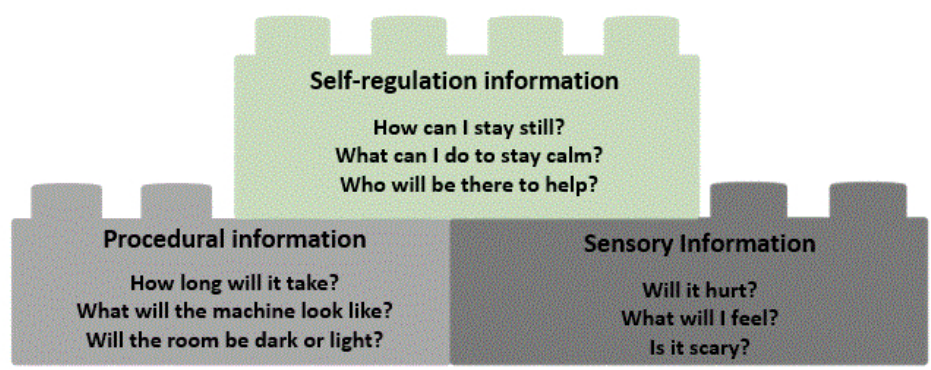 Self-regulation information
How can I stay still?
What can I do to stay calm?
Who will be there to help?
Procedural information
How long will it take?
What will the machine look like?
Will the room be dark or light?
Sensory Information
Will it hurt?
What will I feel?
Is it scary?